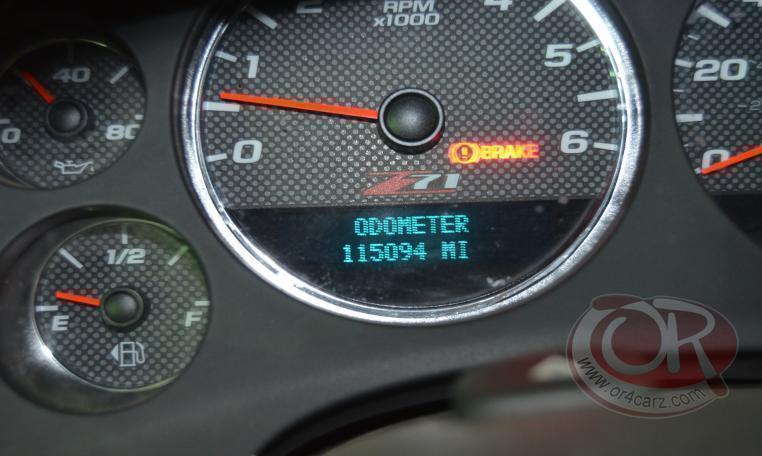 RPM
x1000
0
1
5
6
BRAKE
Z71
ODOMETER
115094 MI
0
40
80
E
1/2
F
20
0
OR
www.or4carz.com